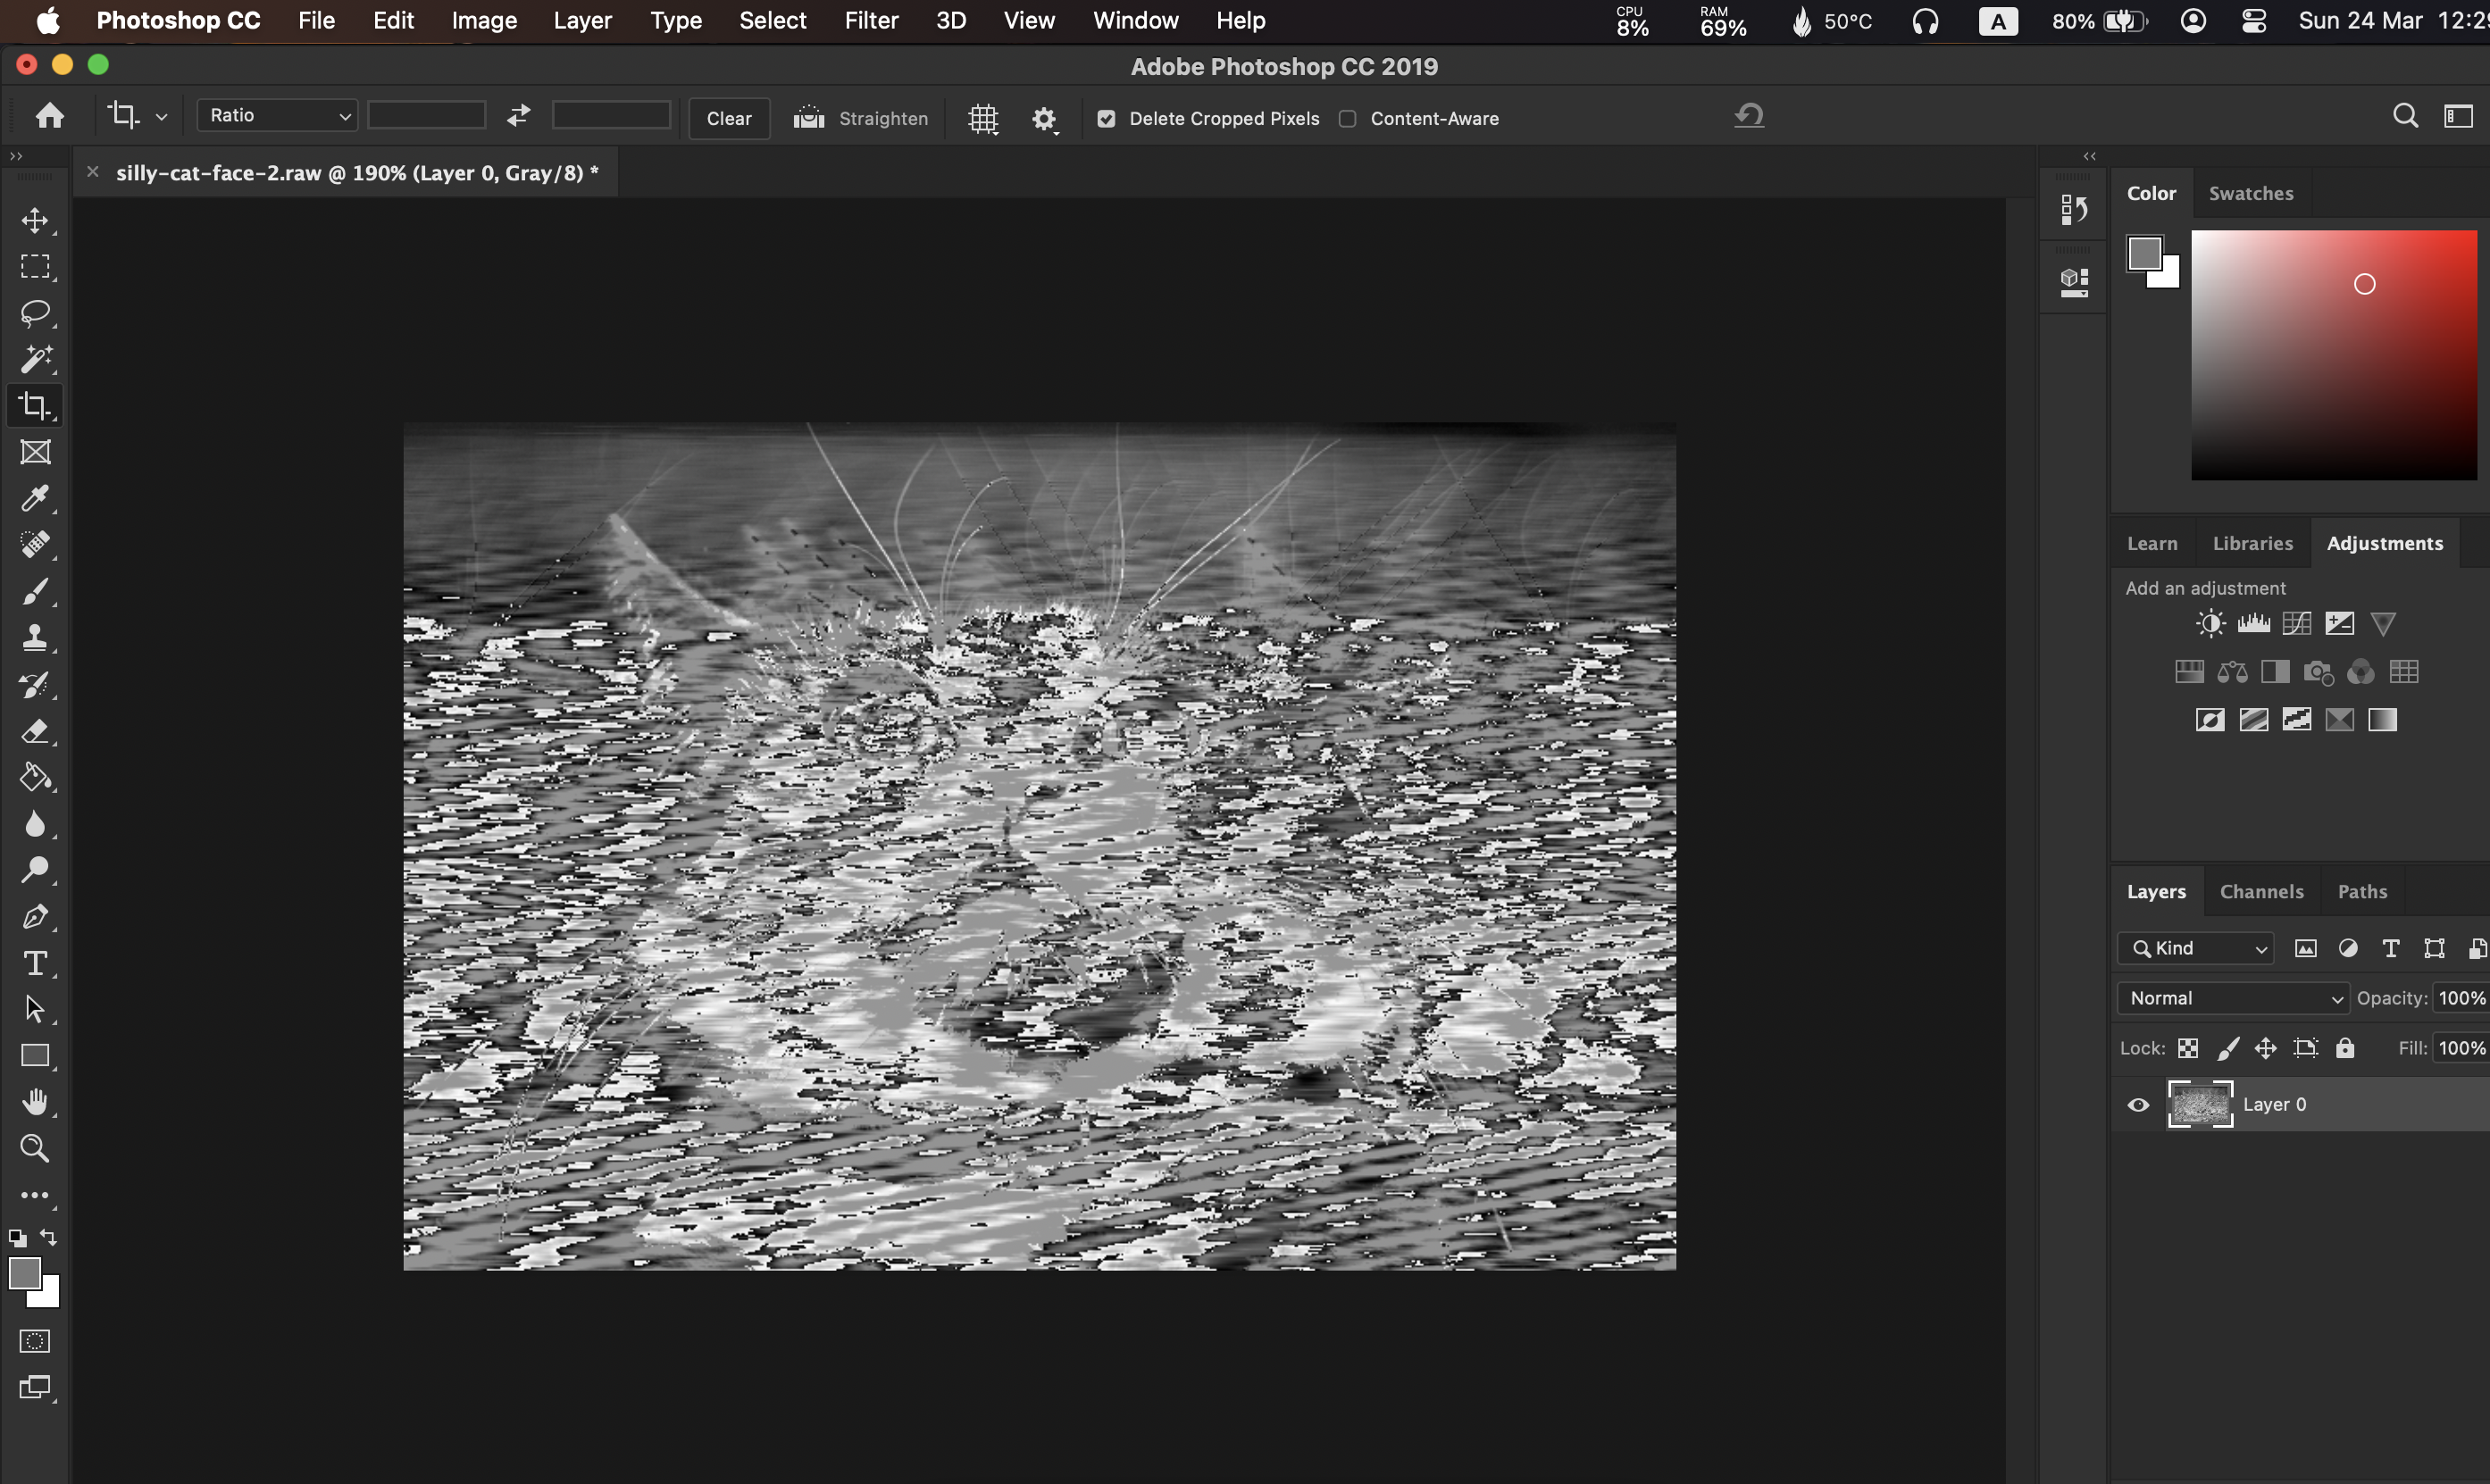 Photoshop CC File Edit Image Layer Type Select Filter 3D View Window Help CPU 8% RAM 69% 50°C A 80% Sun 24 Mar 12:2
Adobe Photoshop CC 2019
Ratio Clear Straighten Delete Cropped Pixels Content-Aware
silly-cat-face-2.raw @ 190% (Layer 0, Gray/8) *
Color Swatches
Learn Libraries Adjustments
Add an adjustment
Layers Channels Paths
Kind
Normal Opacity: 100%
Lock: Fill: 100%
Layer 0